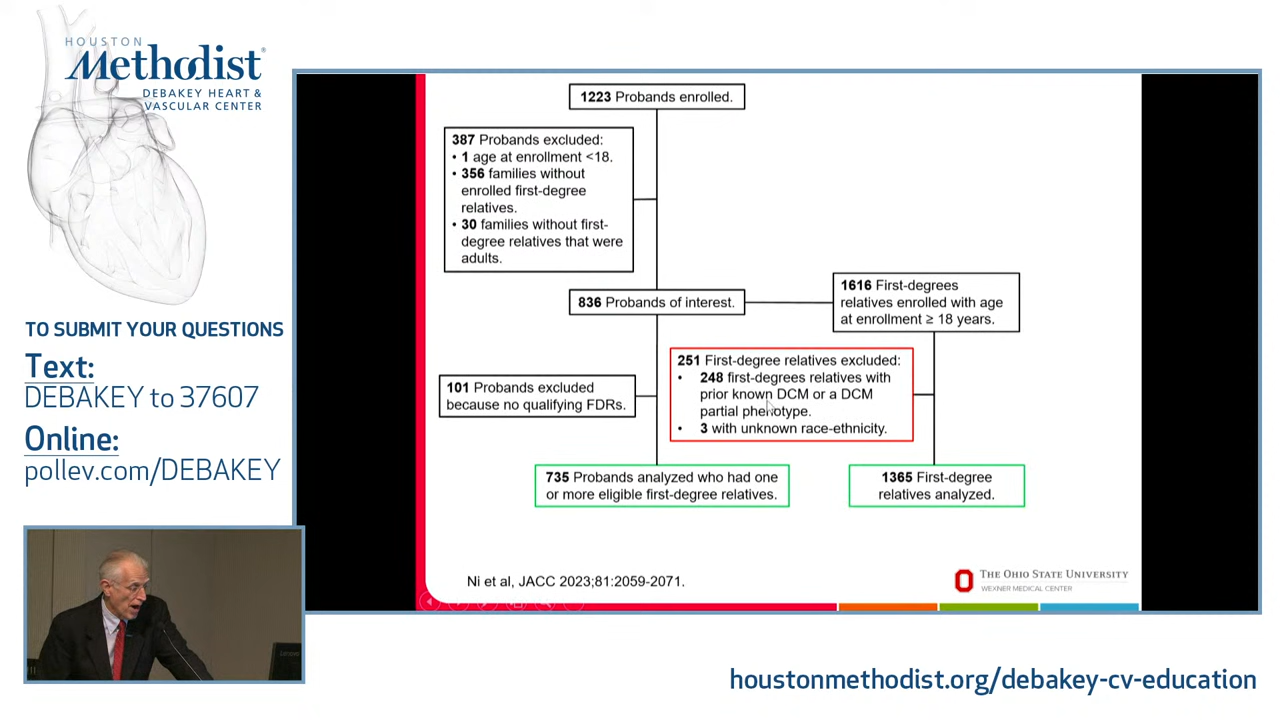 HOUSTON
Methodist®
DEBAKEY HEART &
VASCULAR CENTER
TO SUBMIT YOUR QUESTIONS
Text:
DEBAKEY to 37607
Online:
pollev.com/DEBAKEY
1223 Probands enrolled.
387 Probands excluded:
• 1 age at enrollment <18.
• 356 families without
enrolled first-degree
relatives.
• 30 families without first-
degree relatives that were
adults.
836 Probands of interest.
1616 First-degrees
relatives enrolled with age
at enrollment ≥ 18 years.
251 First-degree relatives excluded:
• 248 first-degrees relatives with
prior known DCM or a DCM
partial phenotype.
• 3 with unknown race-ethnicity.
101 Probands excluded
because no qualifying FDRs.
735 Probands analyzed who had one
or more eligible first-degree relatives.
1365 First-degree
relatives analyzed.
Ni et al, JACC 2023;81:2059-2071.
THE OHIO STATE UNIVERSITY
WEXNER MEDICAL CENTER
houstonmethodist.org/debakey-cv-education